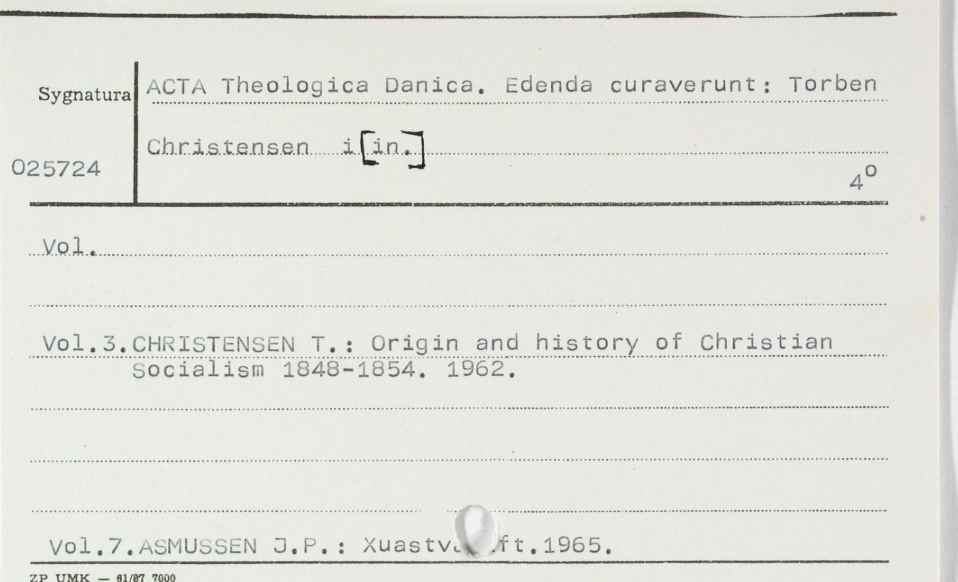 Sygnatura
ACTA Theologica Danica. Edenda curaverunt: Torben
Christensen i [in.]
025724
4°
Vol.
Vol.3.CHRISTENSEN T.: Origin and history of Christian
Socialism 1848-1854. 1962.
Vol.7.ASMUSSEN J.P.: 1965.
ZP UMK — 81/87 7000